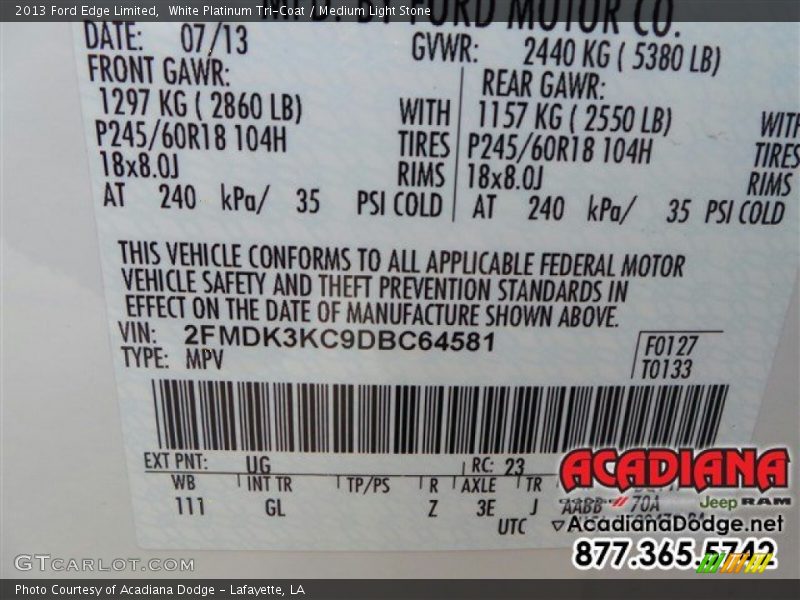 2013 Ford Edge Limited, White Platinum Tri-Coat / Medium Light Stone
FORD MOTOR CO.
DATE: 07/13 GVWR: 2440 KG ( 5380 LB)
FRONT GAWR: REAR GAWR:
1297 KG ( 2860 LB) WITH 1157 KG ( 2550 LB) WITH
P245/60R18 104H TIRES P245/60R18 104H TIRES
18x8.0J RIMS 18x8.0J RIMS
AT 240 kPa/ 35 PSI COLD AT 240 kPa/ 35 PSI COLD
THIS VEHICLE CONFORMS TO ALL APPLICABLE FEDERAL MOTOR
VEHICLE SAFETY AND THEFT PREVENTION STANDARDS IN
EFFECT ON THE DATE OF MANUFACTURE SHOWN ABOVE.
VIN: 2FMDK3KC9DBC64581 F0127
TYPE: MPV T0133
EXT PNT: UG RC: 23
WB INT TR TP/PS R AXLE TR
111 GL Z 3E J AABB 70A
UTC
ACADIANA
Jeep RAM
AcadianaDodge.net
877.365.5742
GTCARLOT.COM
Photo Courtesy of Acadiana Dodge - Lafayette, LA